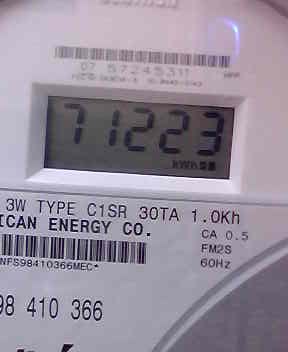 07 57245311
71223
kWh
3W TYPE C1SR 30TA 1.0Kh
ICAN ENERGY CO.
CA 0.5
FM2S
NFS98410366MEC*
60Hz
98 410 366